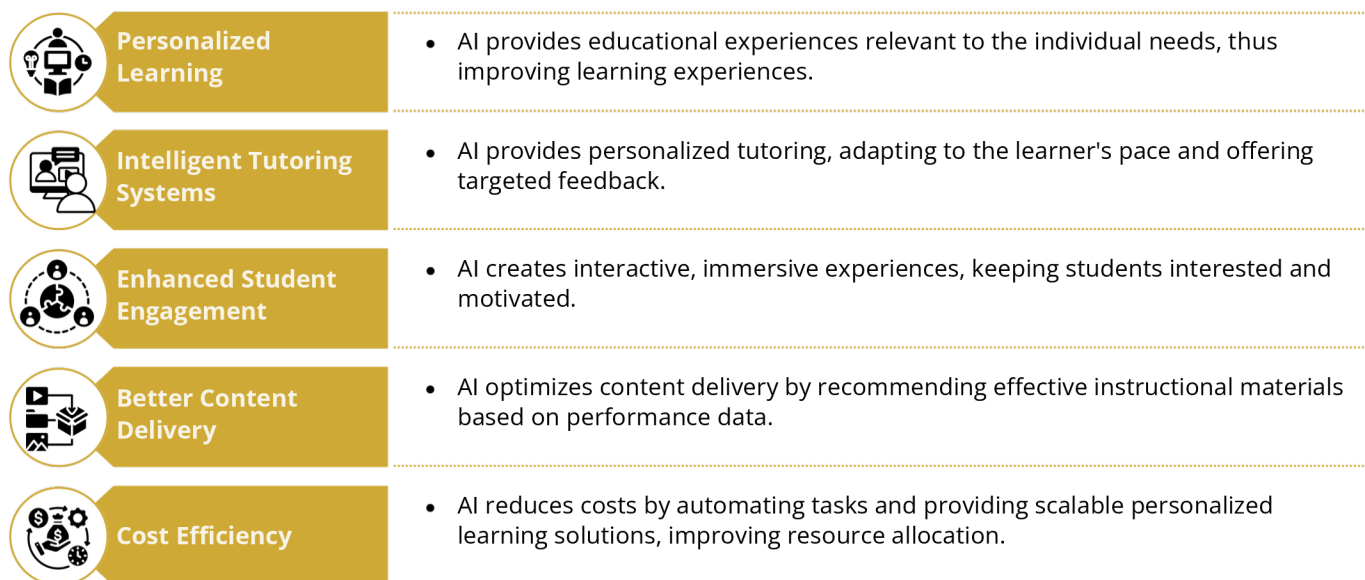 Personalized
Learning
• AI provides educational experiences relevant to the individual needs, thus
improving learning experiences.
Intelligent Tutoring
Systems
• AI provides personalized tutoring, adapting to the learner's pace and offering
targeted feedback.
Enhanced Student
Engagement
• AI creates interactive, immersive experiences, keeping students interested and
motivated.
Better Content
Delivery
• AI optimizes content delivery by recommending effective instructional materials
based on performance data.
Cost Efficiency
• AI reduces costs by automating tasks and providing scalable personalized
learning solutions, improving resource allocation.